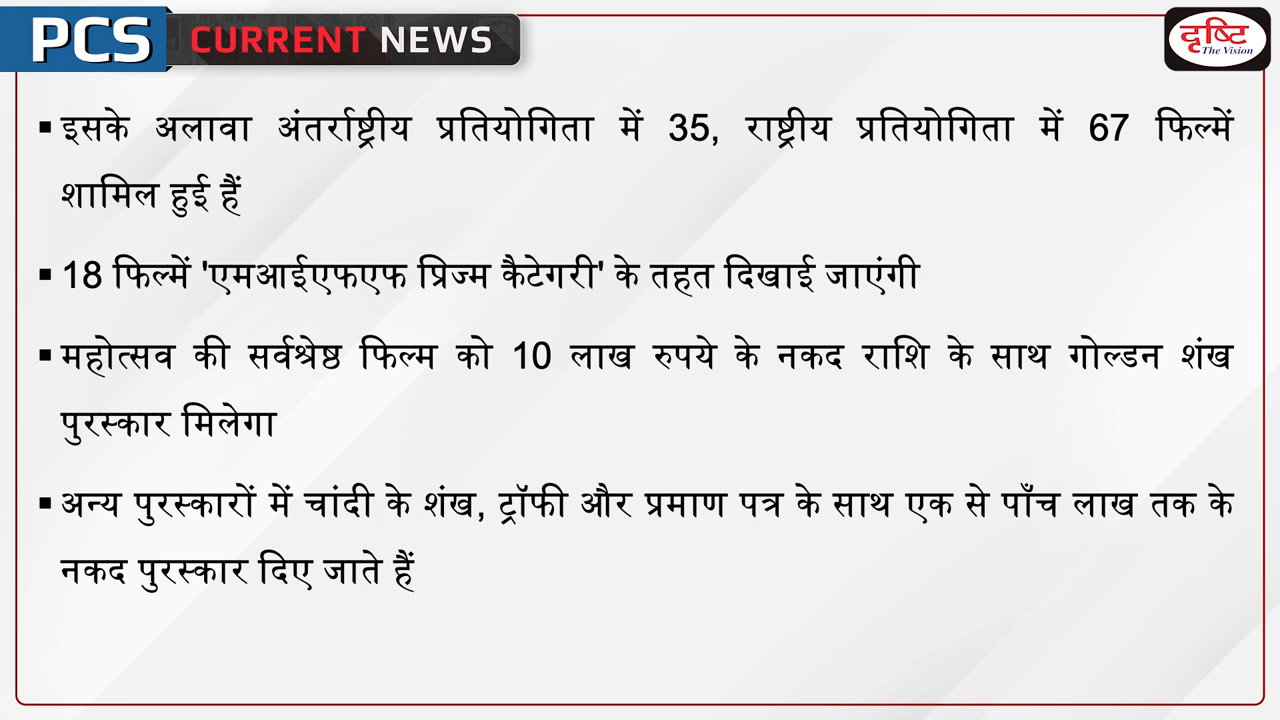 PCS CURRENT NEWS
दृष्टि
The Vision
▪ इसके अलावा अंतर्राष्ट्रीय प्रतियोगिता में 35, राष्ट्रीय प्रतियोगिता में 67 फिल्में
शामिल हुई हैं
▪ 18 फिल्में 'एमआईएफएफ प्रिज्म कैटेगरी' के तहत दिखाई जाएंगी
▪ महोत्सव की सर्वश्रेष्ठ फिल्म को 10 लाख रुपये के नकद राशि के साथ गोल्डन शंख
पुरस्कार मिलेगा
▪ अन्य पुरस्कारों में चांदी के शंख, ट्रॉफी और प्रमाण पत्र के साथ एक से पाँच लाख तक के
नकद पुरस्कार दिए जाते हैं